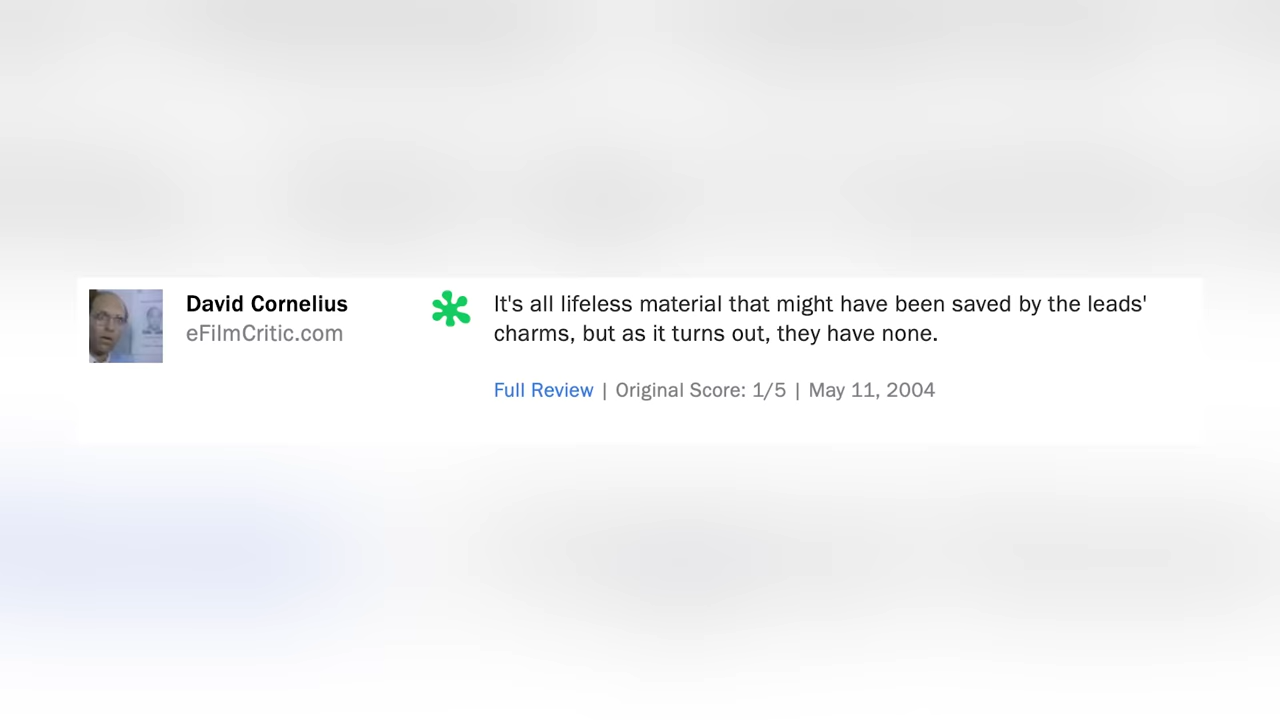 David Cornelius
eFilmCritic.com
It's all lifeless material that might have been saved by the leads'
charms, but as it turns out, they have none.
Full Review | Original Score: 1/5 | May 11, 2004